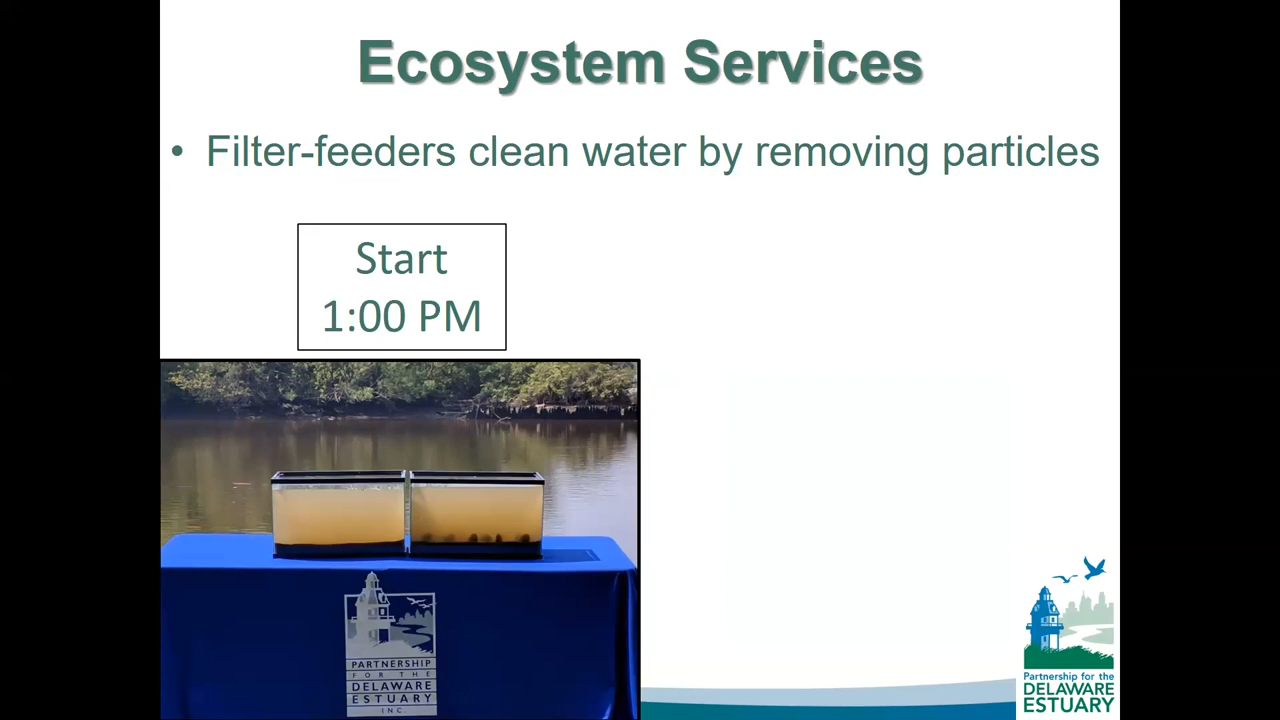 Ecosystem Services
• Filter-feeders clean water by removing particles
Start
1:00 PM
PARTNERSHIP
FOR THE
DELAWARE
ESTUARY
INC.
Partnership for the
DELAWARE
ESTUARY